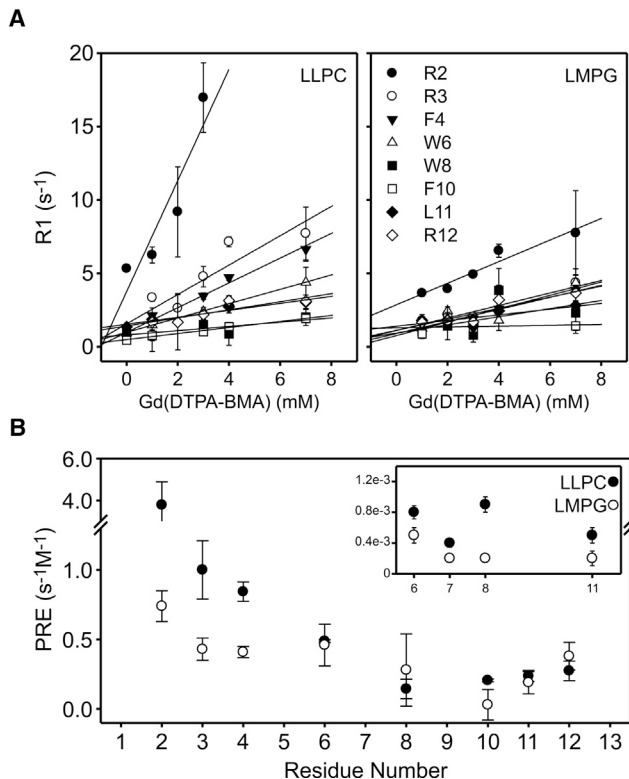 A
LLPC
LMPG
R2
R3
F4
W6
W8
F10
L11
R12
R1 (s-1)
20
15
10
5
0
0 2 4 6 8
0 2 4 6 8
Gd(DTPA-BMA) (mM)
Gd(DTPA-BMA) (mM)
B
6.0
4.0
1.0
0.5
0.0
PRE (s-1M-1)
1.2e-3
0.8e-3
0.4e-3
0
LLPC
LMPG
6 7 8 11
1 2 3 4 5 6 7 8 9 10 11 12 13
Residue Number